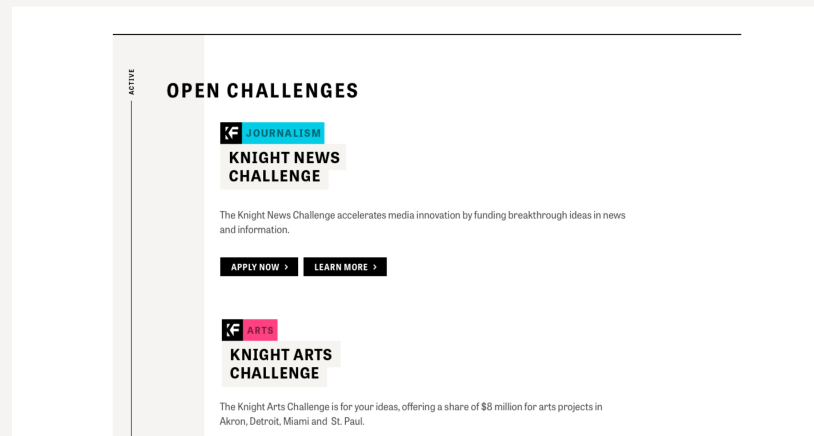 ACTIVE
OPEN CHALLENGES
JOURNALISM
KNIGHT NEWS
CHALLENGE
The Knight News Challenge accelerates media innovation by funding breakthrough ideas in news
and information.
APPLY NOW >
LEARN MORE >
ARTS
KNIGHT ARTS
CHALLENGE
The Knight Arts Challenge is for your ideas, offering a share of $8 million for arts projects in
Akron, Detroit, Miami and St. Paul.